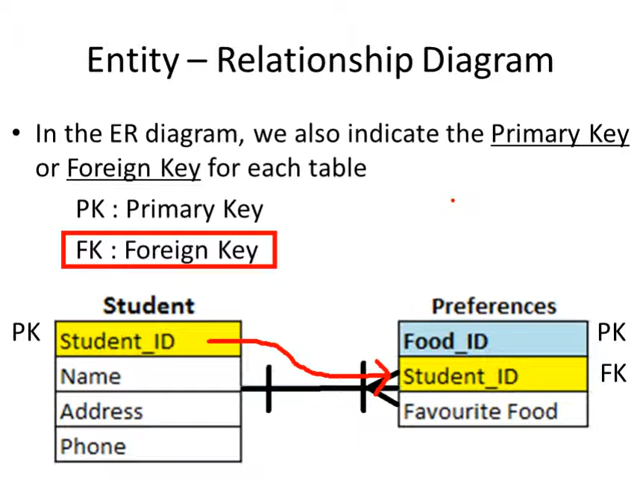 Entity – Relationship Diagram
• In the ER diagram, we also indicate the Primary Key
or Foreign Key for each table
PK : Primary Key
FK : Foreign Key
Student
PK Student_ID
Name
Address
Phone
Preferences
Food_ID PK
Student_ID FK
Favourite Food